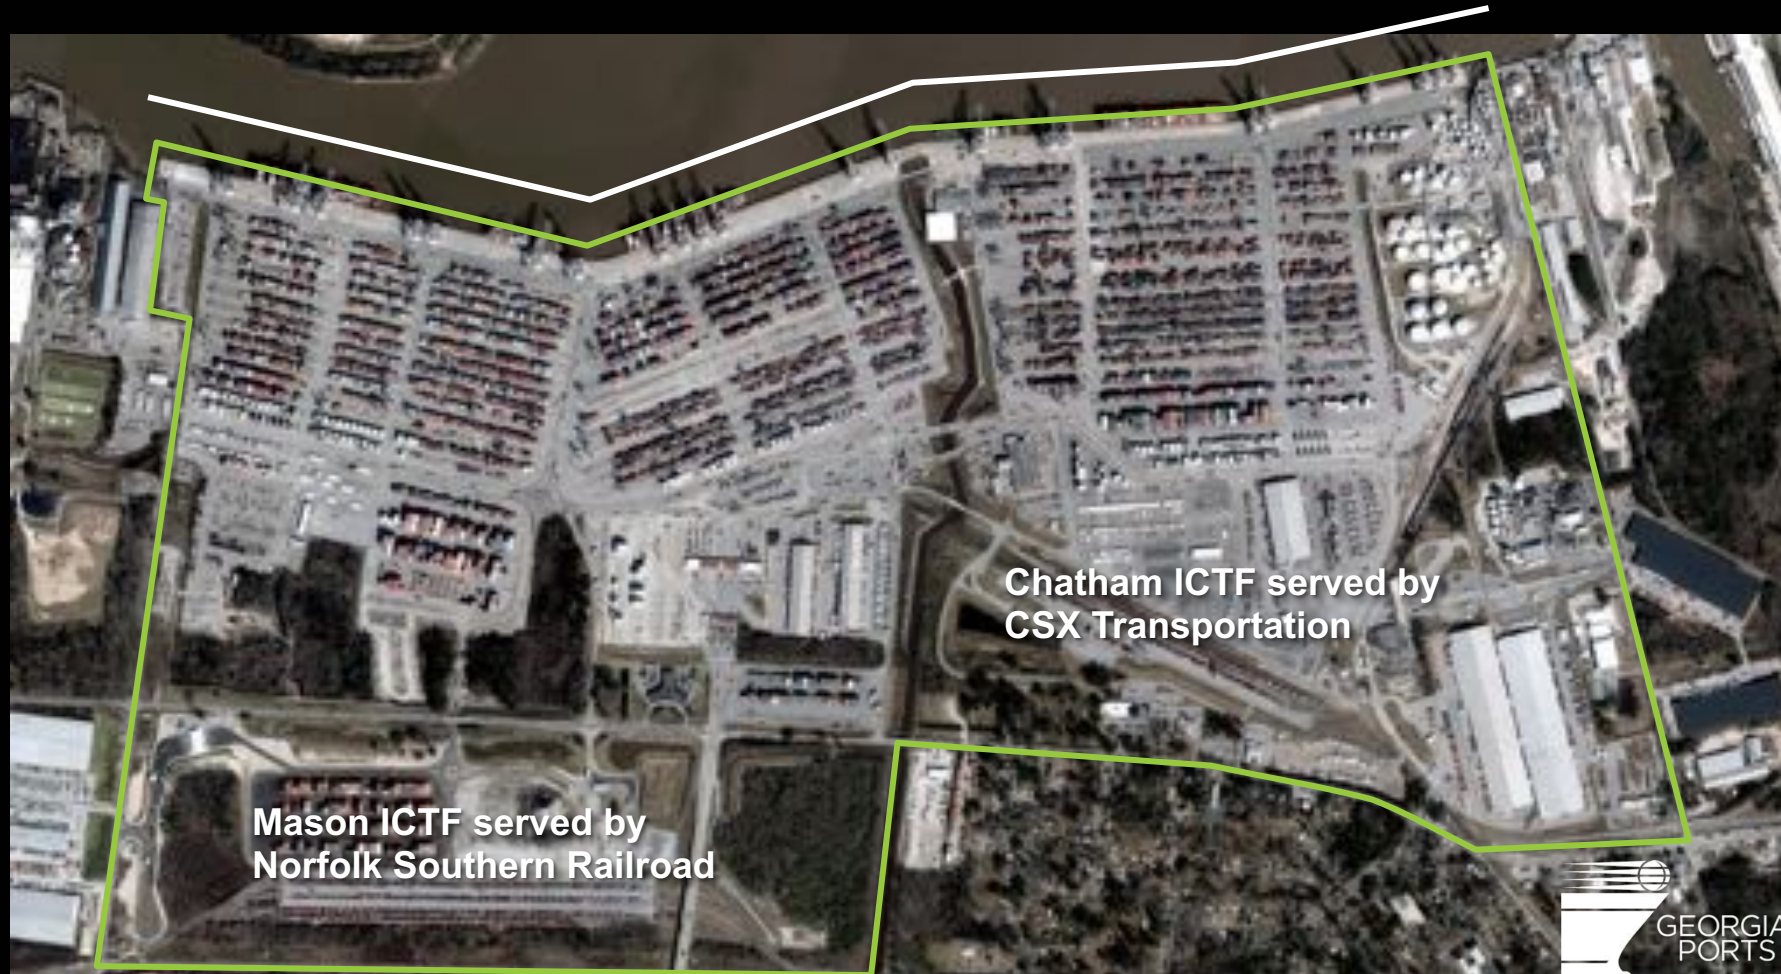 Chatham ICTF served by
CSX Transportation
Mason ICTF served by
Norfolk Southern Railroad
GEORGIA
PORTS